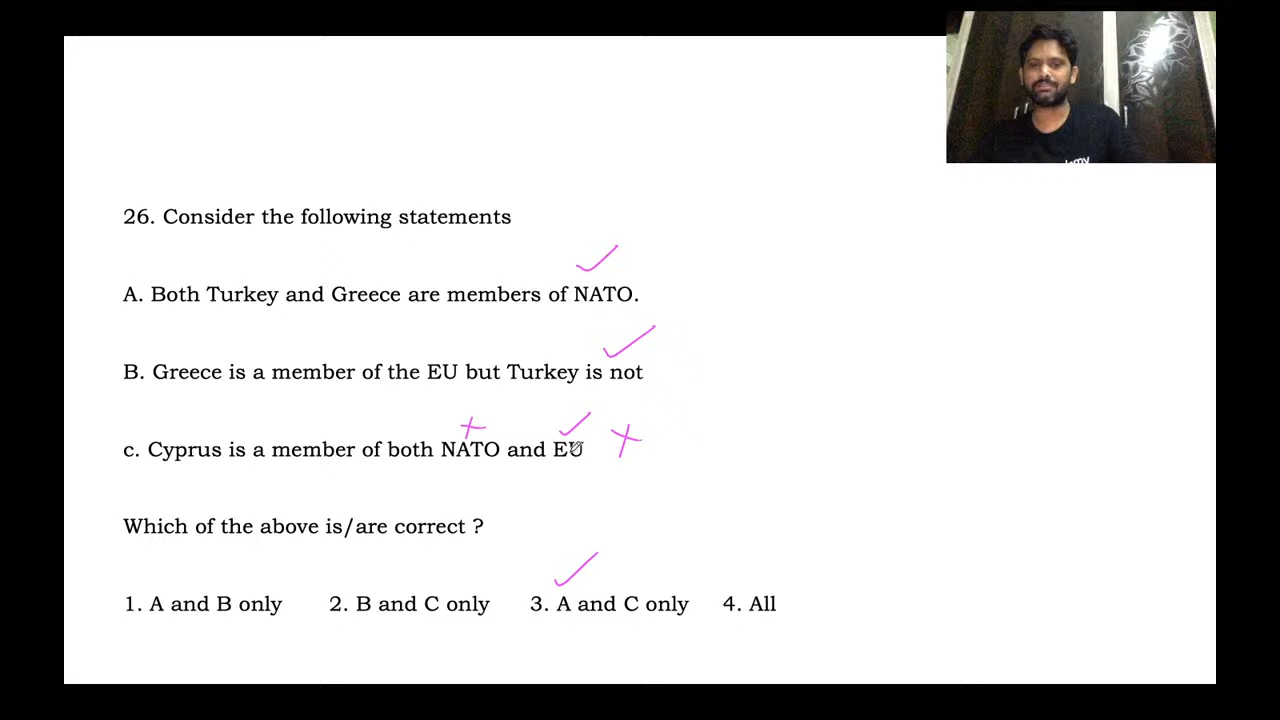 my
26. Consider the following statements
A. Both Turkey and Greece are members of NATO.
B. Greece is a member of the EU but Turkey is not
c. Cyprus is a member of both NATO and EU
Which of the above is/are correct ?
1. A and B only 2. B and C only 3. A and C only 4. All